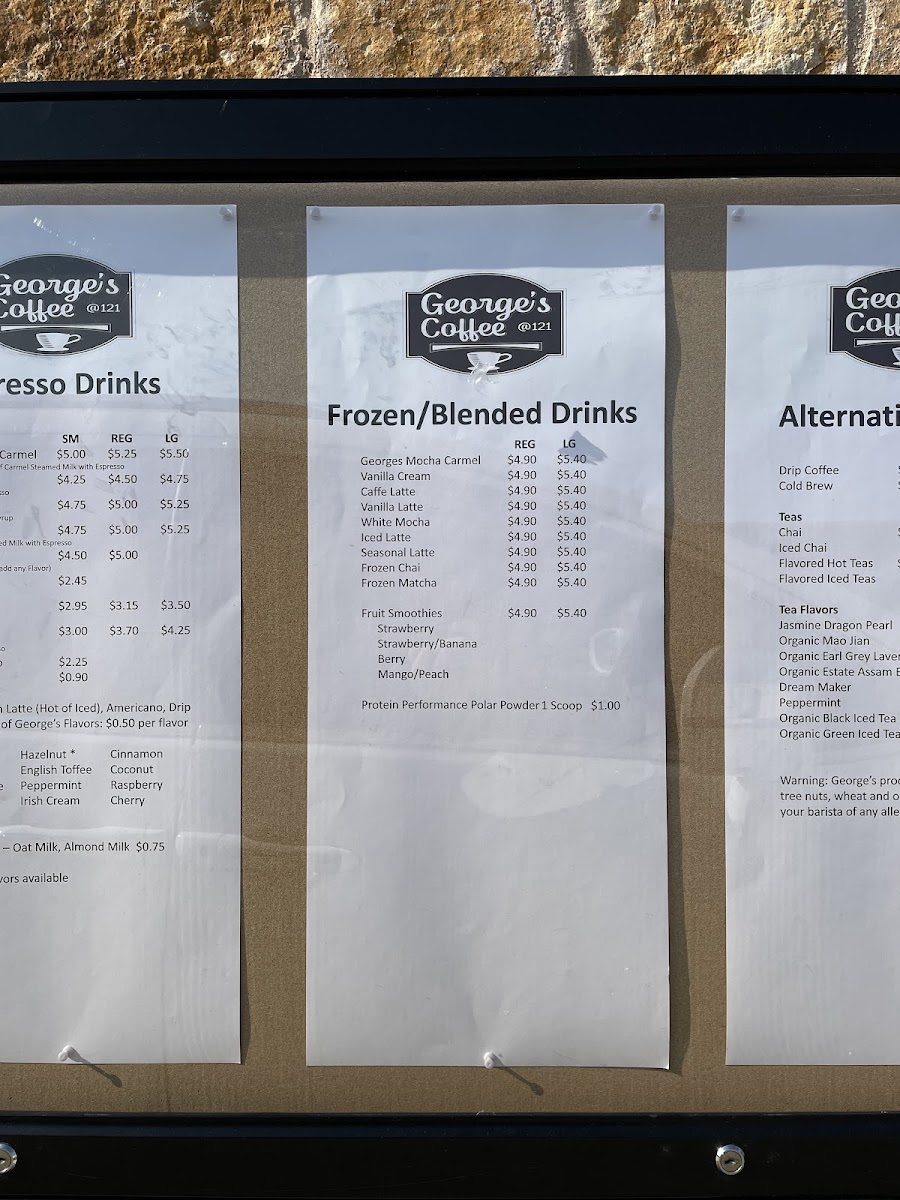 George's
Coffee @121
resso Drinks
SM REG LG
Carmel $5.00 $5.25 $5.50
f Carmel Steamed Milk with Espresso
$4.25 $4.50 $4.75
sso
$4.75 $5.00 $5.25
yrup
$4.75 $5.00 $5.25
ed Milk with Espresso
$4.50 $5.00
add any Flavor)
$2.45
$2.95 $3.15 $3.50
$3.00 $3.70 $4.25
so
$2.25
$0.90
n Latte (Hot of Iced), Americano, Drip
of George's Flavors: $0.50 per flavor
Hazelnut * Cinnamon
English Toffee Coconut
e Peppermint Raspberry
Irish Cream Cherry
– Oat Milk, Almond Milk $0.75
vors available
George's
Coffee @121
Frozen/Blended Drinks
REG LG
Georges Mocha Carmel $4.90 $5.40
Vanilla Cream $4.90 $5.40
Caffe Latte $4.90 $5.40
Vanilla Latte $4.90 $5.40
White Mocha $4.90 $5.40
Iced Latte $4.90 $5.40
Seasonal Latte $4.90 $5.40
Frozen Chai $4.90 $5.40
Frozen Matcha $4.90 $5.40
Fruit Smoothies $4.90 $5.40
Strawberry
Strawberry/Banana
Berry
Mango/Peach
Protein Performance Polar Powder 1 Scoop $1.00
Geo
Coff
Alternati
Drip Coffee
Cold Brew
Teas
Chai
Iced Chai
Flavored Hot Teas
Flavored Iced Teas
Tea Flavors
Jasmine Dragon Pearl
Organic Mao Jian
Organic Earl Grey Laver
Organic Estate Assam B
Dream Maker
Peppermint
Organic Black Iced Tea
Organic Green Iced Tea
Warning: George's prod
tree nuts, wheat and o
your barista of any alle